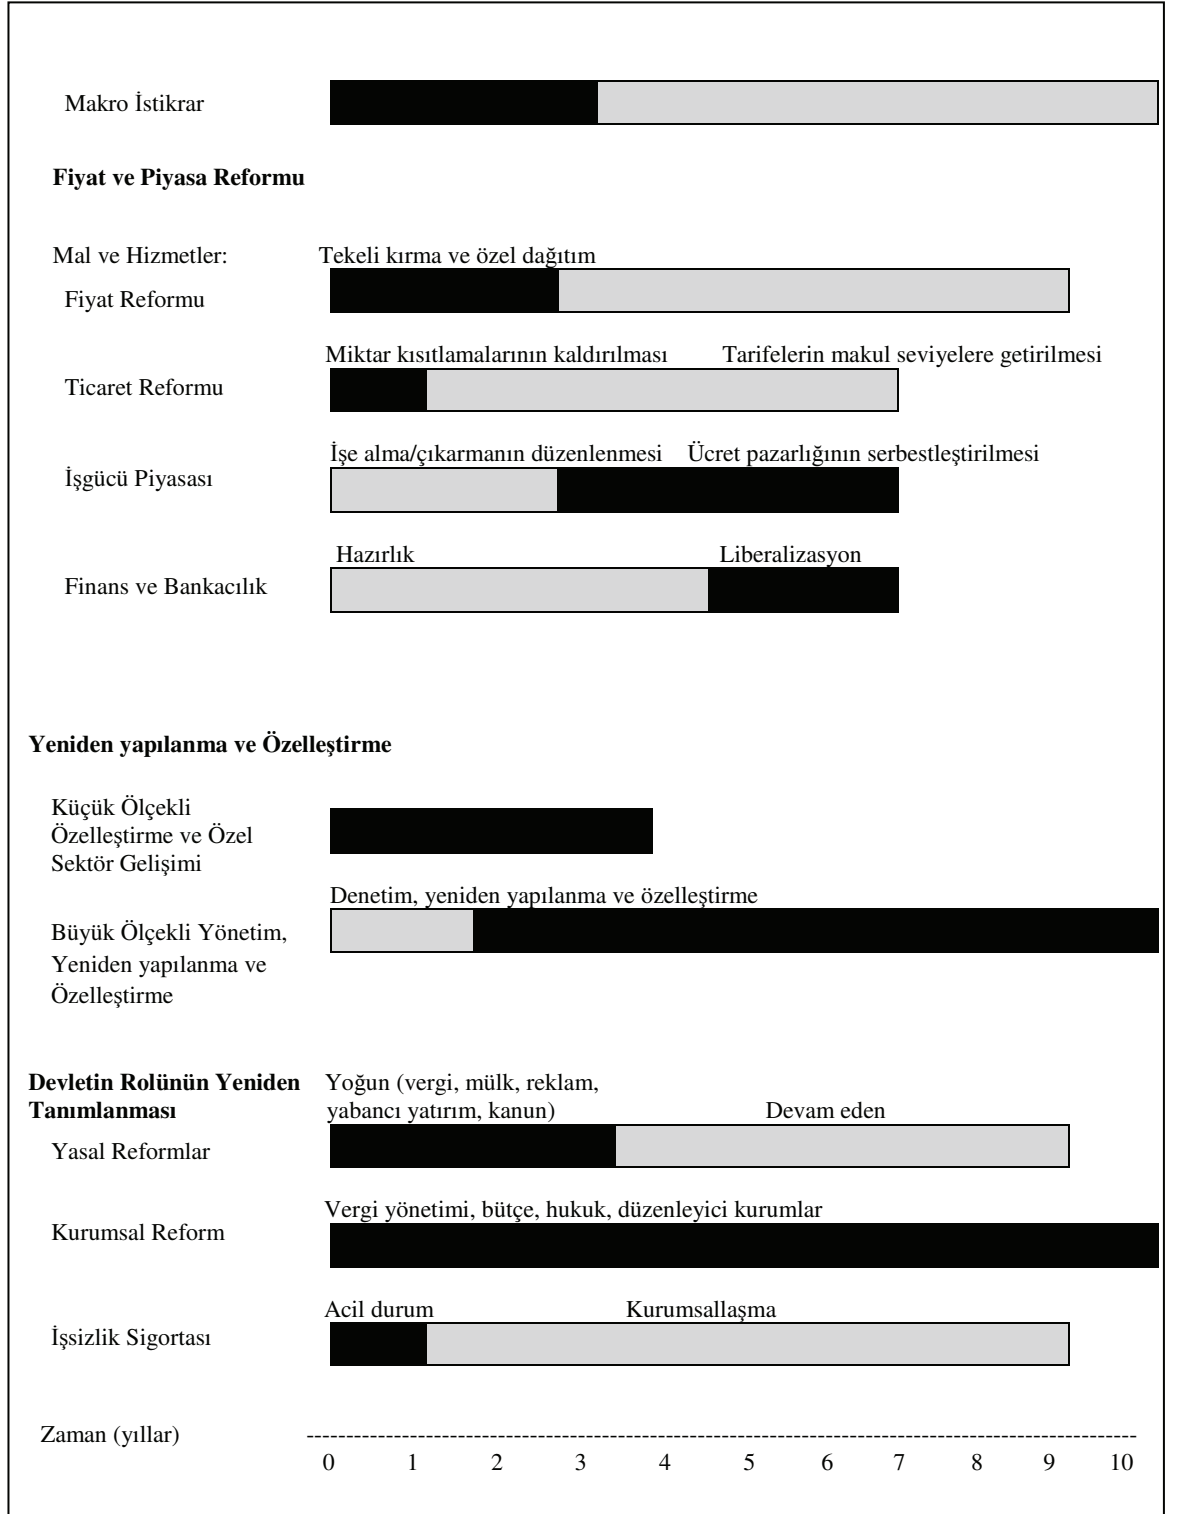 Makro İstikrar
Fiyat ve Piyasa Reformu
Mal ve Hizmetler: Tekeli kırma ve özel dağıtım
Fiyat Reformu
Miktar kısıtlamalarının kaldırılması Tarifelerin makul seviyelere getirilmesi
Ticaret Reformu
İşe alma/çıkarmanın düzenlenmesi Ücret pazarlığının serbestleştirilmesi
İşgücü Piyasası
Hazırlık Liberalizasyon
Finans ve Bankacılık
Yeniden yapılanma ve Özelleştirme
Küçük Ölçekli
Özelleştirme ve Özel
Sektör Gelişimi
Denetim, yeniden yapılanma ve özelleştirme
Büyük Ölçekli Yönetim,
Yeniden yapılanma ve
Özelleştirme
Devletin Rolünün Yeniden Yoğun (vergi, mülk, reklam,
Tanımlanması yabancı yatırım, kanun) Devam eden
Yasal Reformlar
Vergi yönetimi, bütçe, hukuk, düzenleyici kurumlar
Kurumsal Reform
Acil durum Kurumsallaşma
İşsizlik Sigortası
Zaman (yıllar) ---------------------------------------------------------------------------------------------------------
0 1 2 3 4 5 6 7 8 9 10